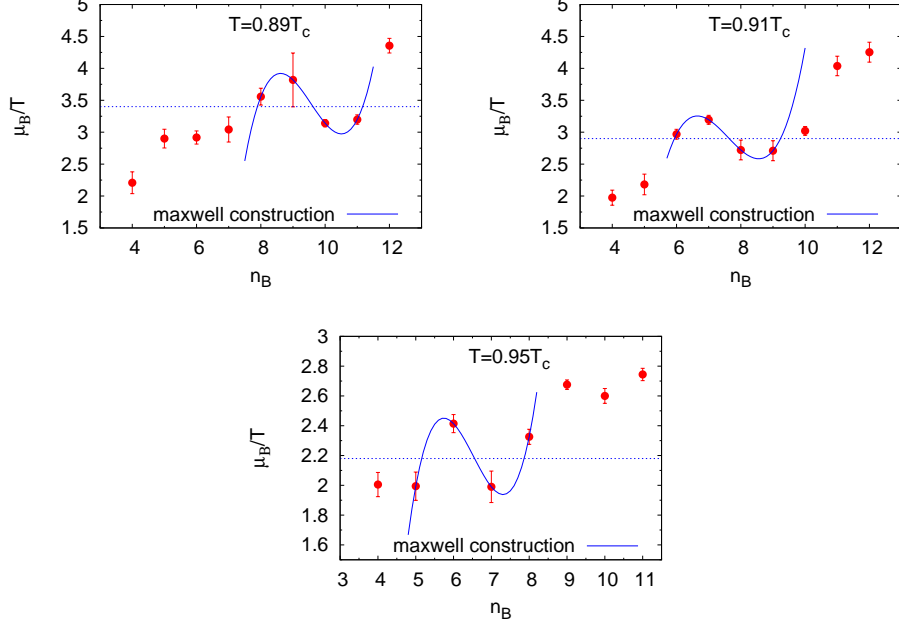 T=0.89T_c
μ_B/T
5
4.5
4
3.5
3
2.5
2
1.5
maxwell construction
4 6 8 10 12
n_B
T=0.91T_c
μ_B/T
5
4.5
4
3.5
3
2.5
2
1.5
maxwell construction
4 6 8 10 12
n_B
T=0.95T_c
μ_B/T
3
2.8
2.6
2.4
2.2
2
1.8
1.6
maxwell construction
3 4 5 6 7 8 9 10 11
n_B